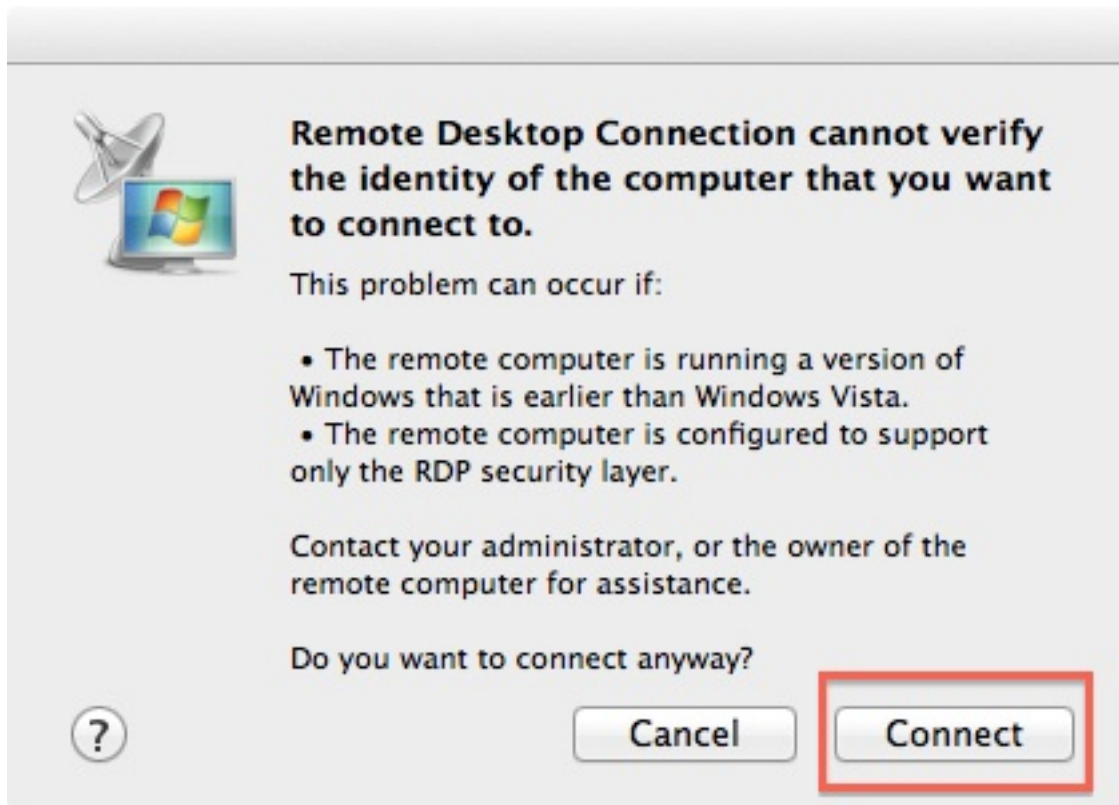 Remote Desktop Connection cannot verify
the identity of the computer that you want
to connect to.
This problem can occur if:
• The remote computer is running a version of
Windows that is earlier than Windows Vista.
• The remote computer is configured to support
only the RDP security layer.
Contact your administrator, or the owner of the
remote computer for assistance.
Do you want to connect anyway?
?
Cancel
Connect